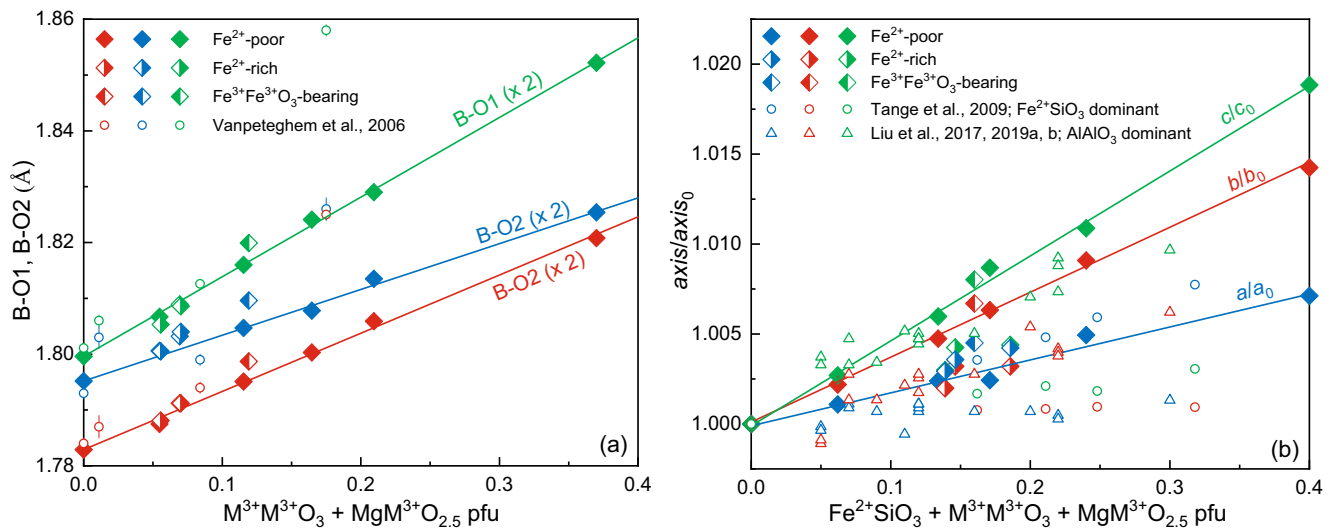 B-O1, B-O2 (Å)
1.86
1.84
1.82
1.80
1.78
Fe²⁺-poor
Fe²⁺-rich
Fe³⁺Fe³⁺O₃-bearing
Vanpeteghem et al., 2006
B-O1 (x 2)
B-O2 (x 2)
B-O2 (x 2)
(a)
0.0 0.1 0.2 0.3 0.4
M³⁺M³⁺O₃ + MgM³⁺O₂.₅ pfu
axis/axis₀
1.020
1.015
1.010
1.005
1.000
Fe²⁺-poor
Fe²⁺-rich
Fe³⁺Fe³⁺O₃-bearing
Tange et al., 2009; Fe²⁺SiO₃ dominant
Liu et al., 2017, 2019a, b; AlAlO₃ dominant
c/c₀
b/b₀
a/a₀
(b)
0.0 0.1 0.2 0.3 0.4
Fe²⁺SiO₃ + M³⁺M³⁺O₃ + MgM³⁺O₂.₅ pfu